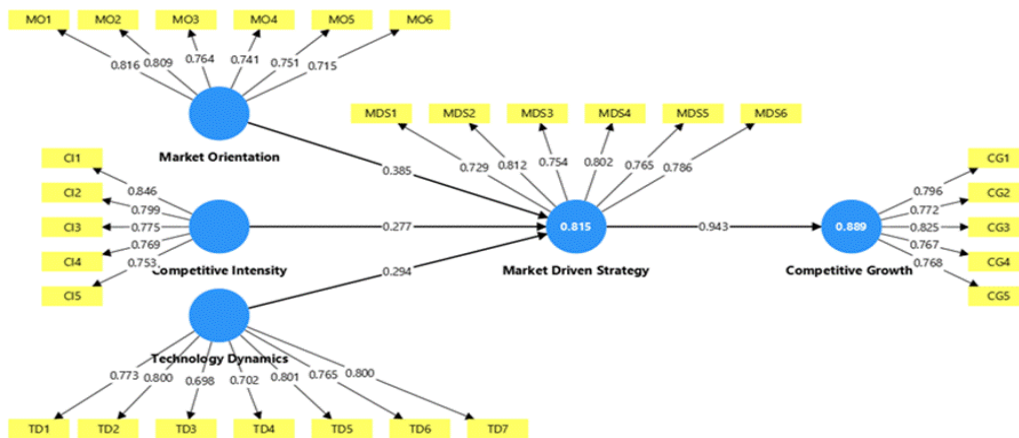 MO1 MO2 MO3 MO4 MO5 MO6
0.816 0.809 0.764 0.741 0.751 0.715
Market Orientation
MDS1 MDS2 MDS3 MDS4 MDS5 MDS6
0.729 0.812 0.754 0.802 0.765 0.786
0.385
CI1
CI2
CI3
CI4
CI5
0.846
0.799
0.775
0.769
0.753
Competitive Intensity
0.277
0.815
Market Driven Strategy
0.943
0.889
Competitive Growth
0.796
0.772
0.825
0.767
0.768
CG1
CG2
CG3
CG4
CG5
0.294
Technology Dynamics
0.773 0.800 0.698 0.702 0.801 0.765 0.800
TD1 TD2 TD3 TD4 TD5 TD6 TD7